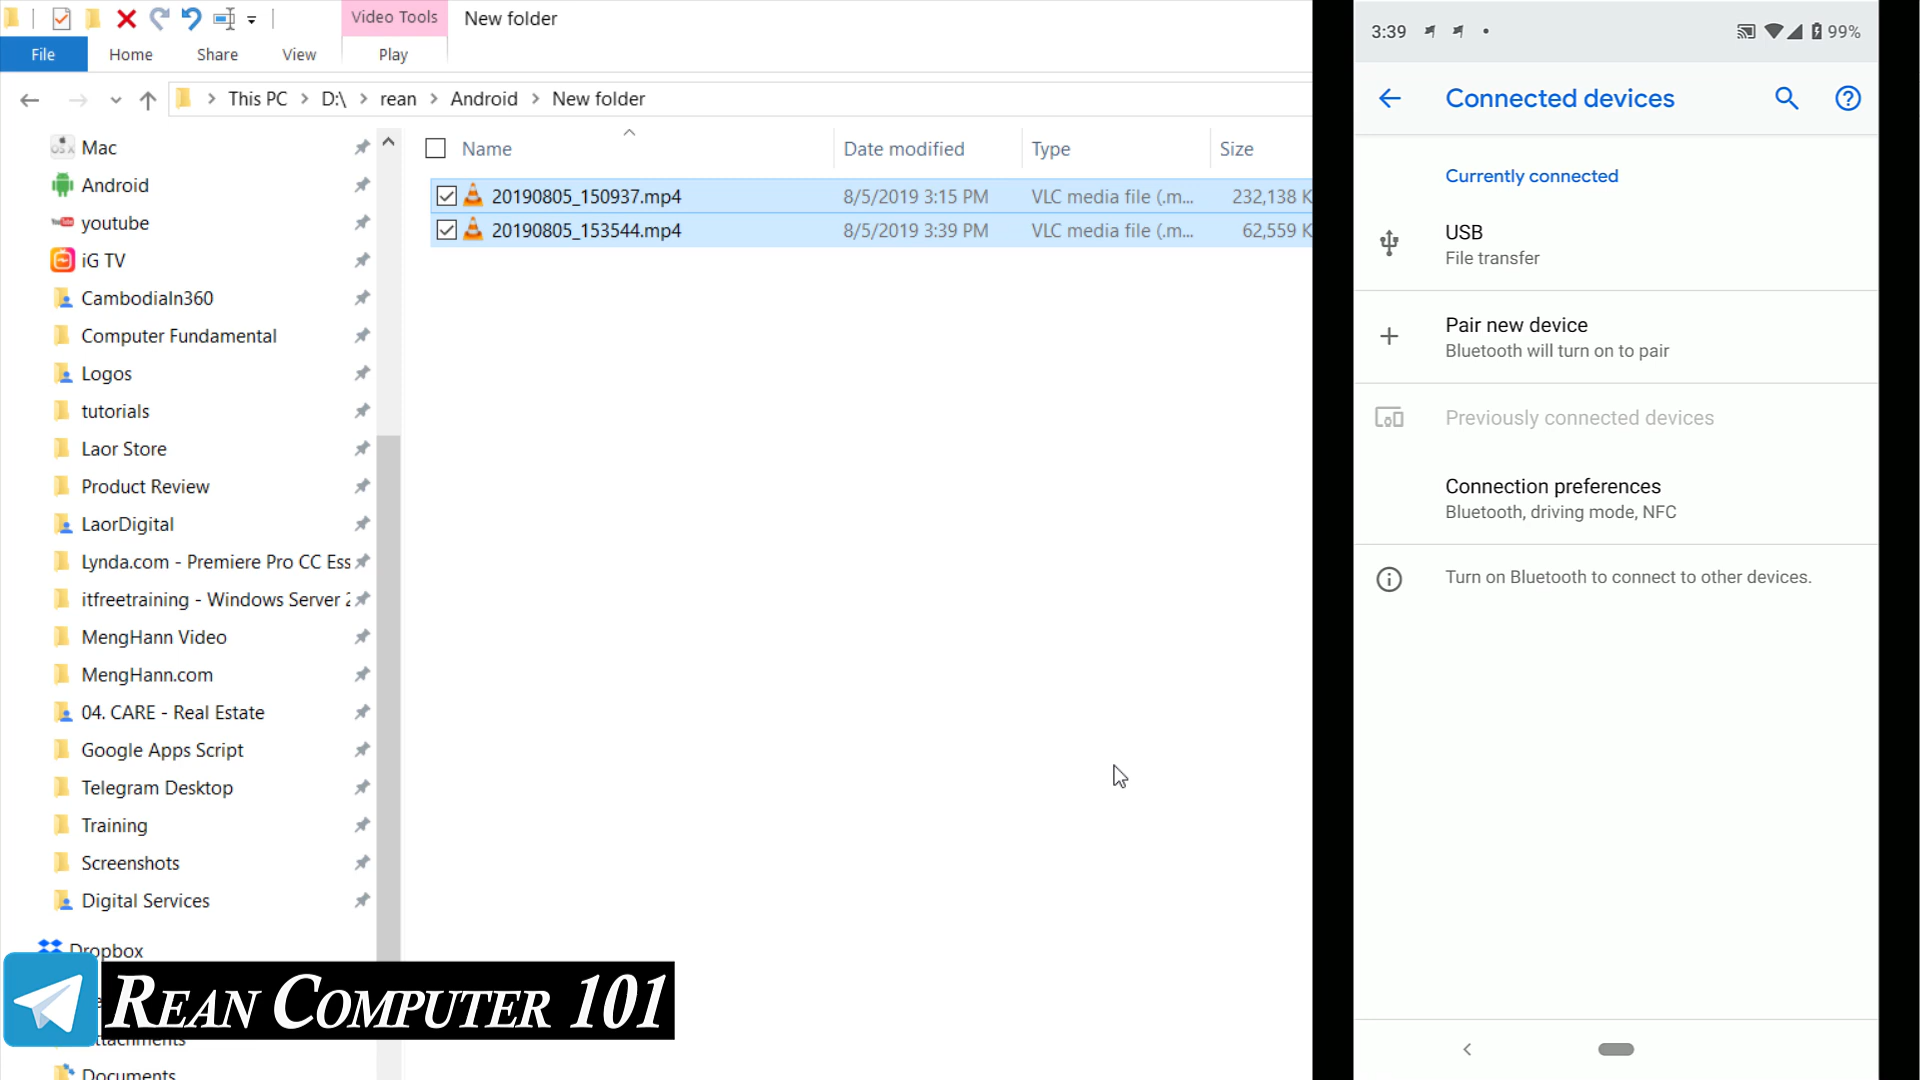 Video Tools
New folder
File
Home
Share
View
Play
This PC
D:\
rean
Android
New folder
Mac
Android
youtube
iG TV
CambodiaIn360
Computer Fundamental
Logos
tutorials
Laor Store
Product Review
LaorDigital
Lynda.com - Premiere Pro CC Ess
itfreetraining - Windows Server 2
MengHann Video
MengHann.com
04. CARE - Real Estate
Google Apps Script
Telegram Desktop
Training
Screenshots
Digital Services
Dropbox
Documents
Name
Date modified
Type
Size
20190805_150937.mp4
8/5/2019 3:15 PM
VLC media file (.m...
232,138 K
20190805_153544.mp4
8/5/2019 3:39 PM
VLC media file (.m...
62,559 K
REAN COMPUTER 101
3:39
99%
Connected devices
Currently connected
USB
File transfer
Pair new device
Bluetooth will turn on to pair
Previously connected devices
Connection preferences
Bluetooth, driving mode, NFC
Turn on Bluetooth to connect to other devices.